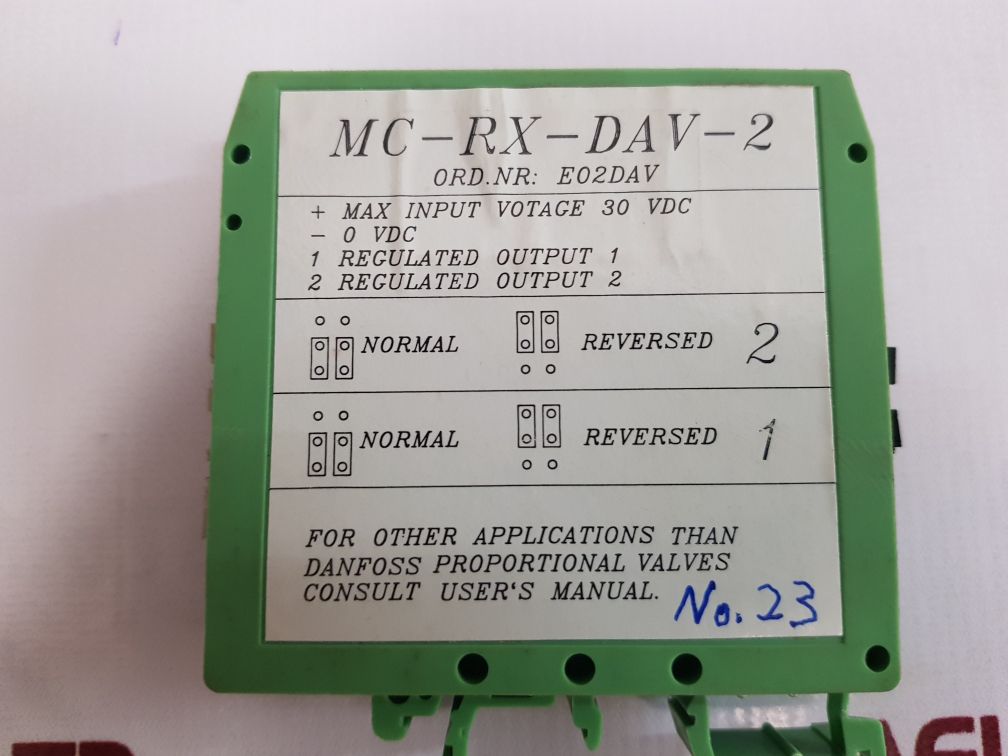 MC-RX-DAV-2
ORD.NR: E02DAV
+ MAX INPUT VOTAGE 30 VDC
- 0 VDC
1 REGULATED OUTPUT 1
2 REGULATED OUTPUT 2
NORMAL REVERSED 2
NORMAL REVERSED 1
FOR OTHER APPLICATIONS THAN
DANFOSS PROPORTIONAL VALVES
CONSULT USER'S MANUAL.
No. 23